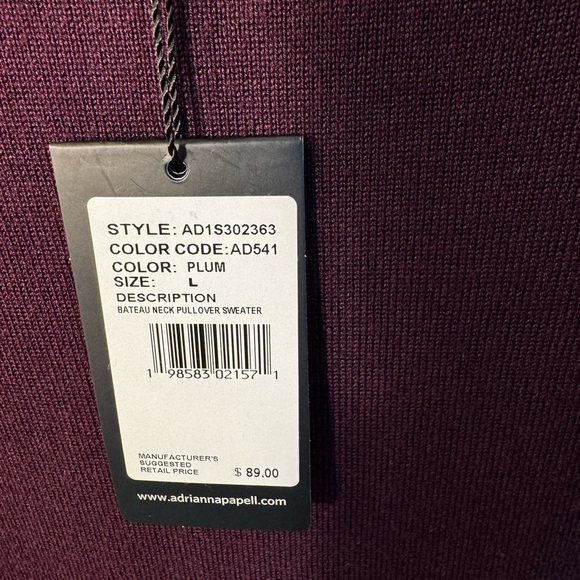 STYLE: AD1S302363
COLOR CODE:AD541
COLOR: PLUM
SIZE: L
DESCRIPTION
BATEAU NECK PULLOVER SWEATER
1 98583 02157 1
MANUFACTURER'S
SUGGESTED
RETAIL PRICE $ 89.00
www.adriannapapell.com